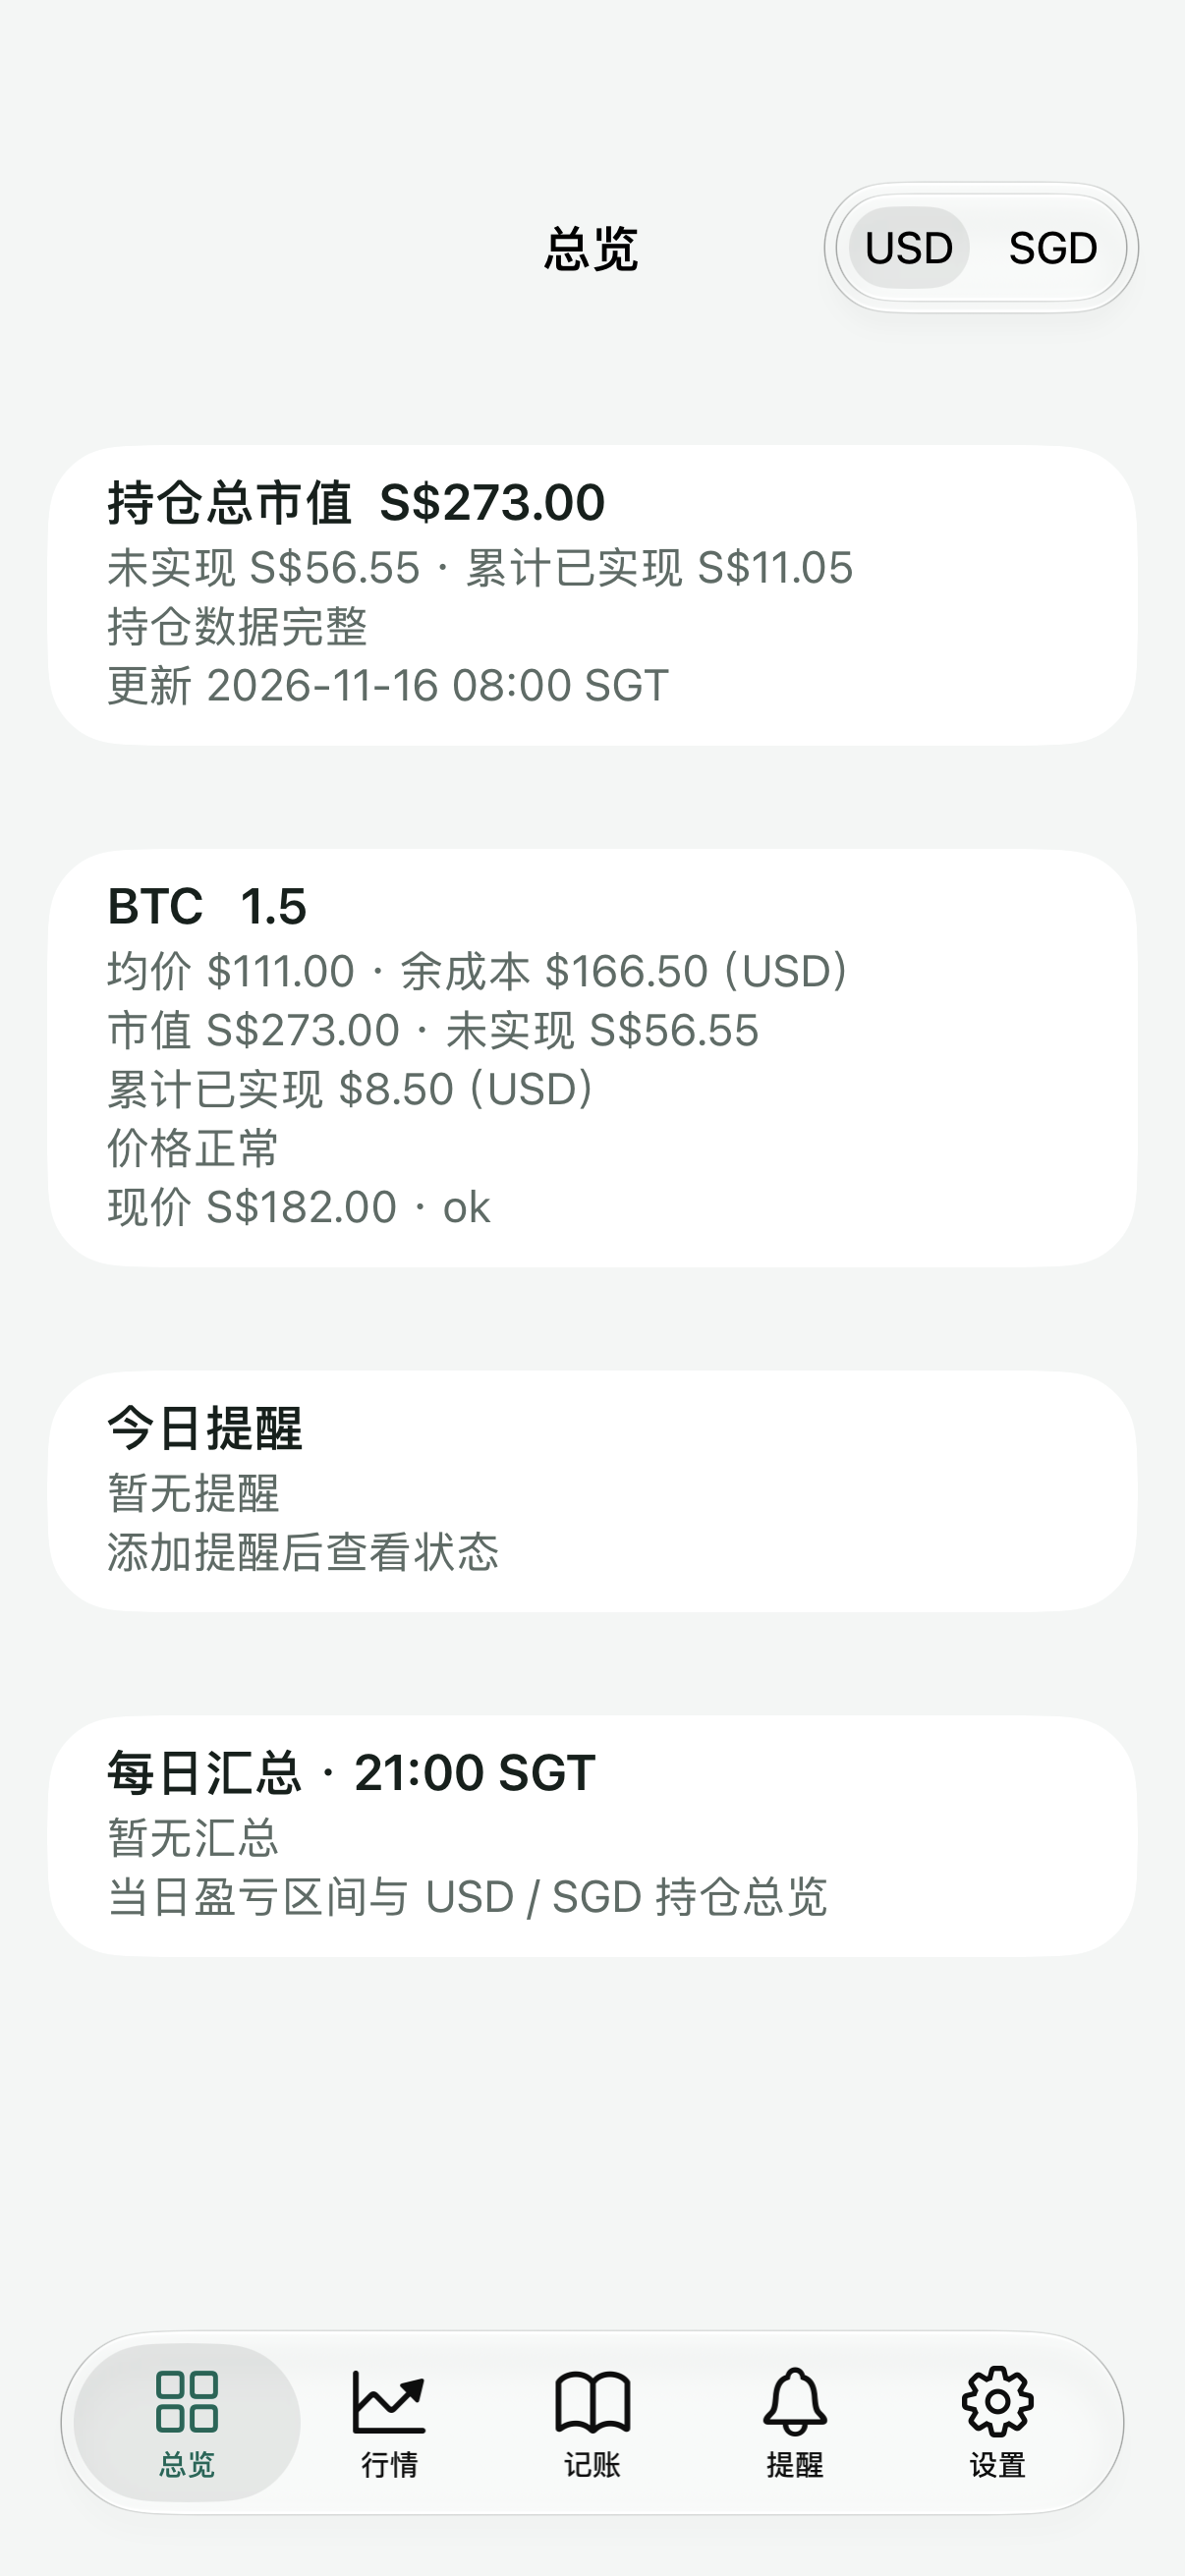 总览
USD SGD
持仓总市值 S$273.00
未实现 S$56.55 · 累计已实现 S$11.05
持仓数据完整
更新 2026-11-16 08:00 SGT
BTC 1.5
均价 $111.00 · 余成本 $166.50 (USD)
市值 S$273.00 · 未实现 S$56.55
累计已实现 $8.50 (USD)
价格正常
现价 S$182.00 · ok
今日提醒
暂无提醒
添加提醒后查看状态
每日汇总 · 21:00 SGT
暂无汇总
当日盈亏区间与 USD / SGD 持仓总览
总览 行情 记账 提醒 设置